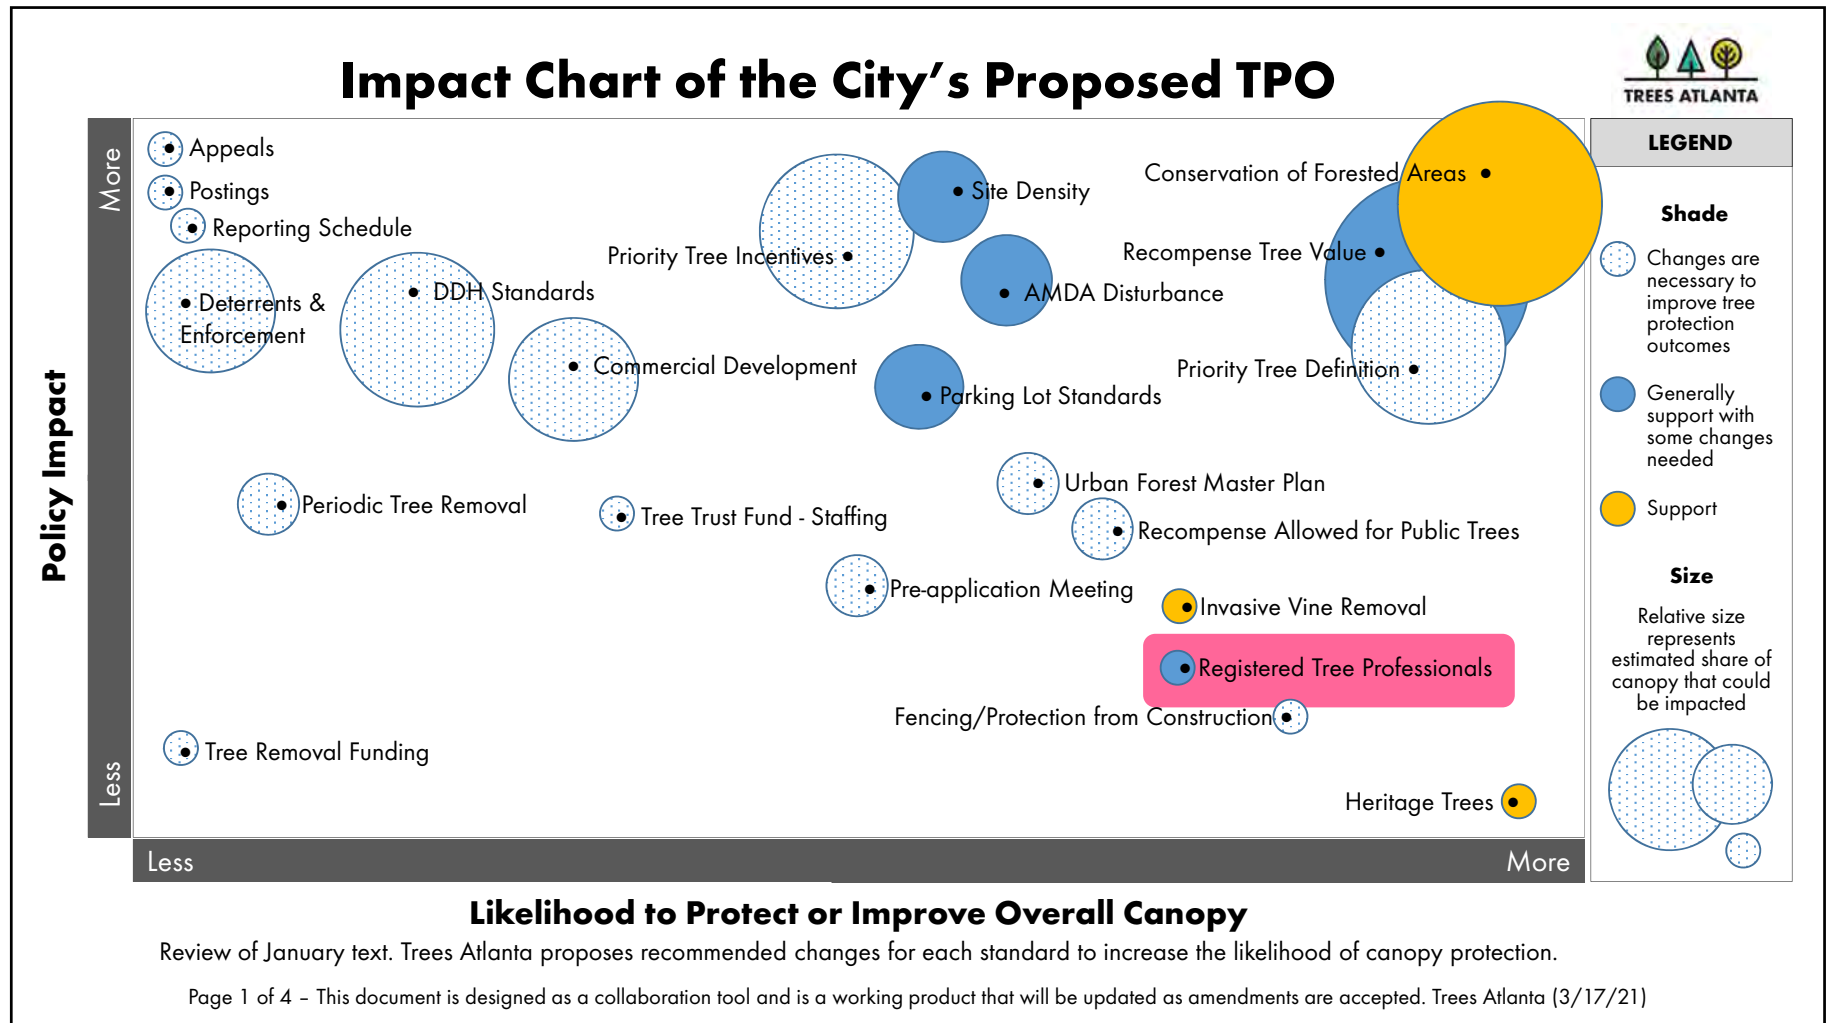 Impact Chart of the City's Proposed TPO
TREES ATLANTA
More
Policy Impact
Less
Appeals
Postings
Reporting Schedule
Deterrents &
Enforcement
DDH Standards
Commercial Development
Priority Tree Incentives
Site Density
AMDA Disturbance
Parking Lot Standards
Conservation of Forested Areas
Recompense Tree Value
Priority Tree Definition
Periodic Tree Removal
Tree Trust Fund - Staffing
Urban Forest Master Plan
Recompense Allowed for Public Trees
Pre-application Meeting
Invasive Vine Removal
Registered Tree Professionals
Fencing/Protection from Construction
Tree Removal Funding
Heritage Trees
LEGEND
Shade
Changes are
necessary to
improve tree
protection
outcomes
Generally
support with
some changes
needed
Support
Size
Relative size
represents
estimated share of
canopy that could
be impacted
Less
More
Likelihood to Protect or Improve Overall Canopy
Review of January text. Trees Atlanta proposes recommended changes for each standard to increase the likelihood of canopy protection.
Page 1 of 4 – This document is designed as a collaboration tool and is a working product that will be updated as amendments are accepted. Trees Atlanta (3/17/21)